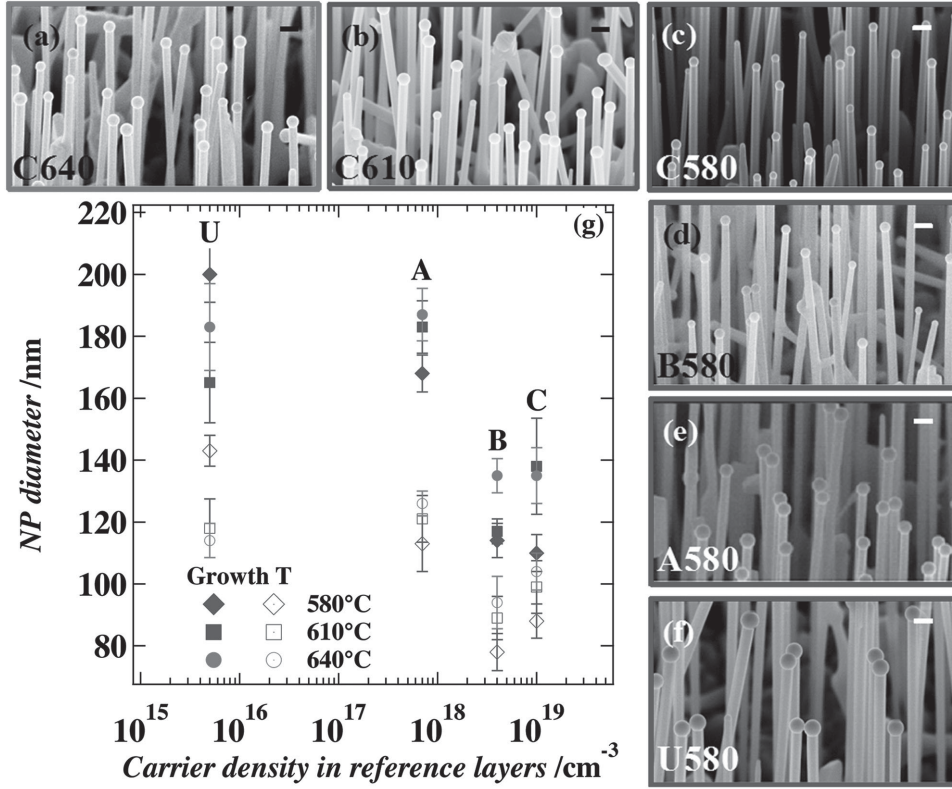 (a)
C640
(b)
C610
(c)
C580
(d)
B580
(e)
A580
(f)
U580
(g)
220
200
180
160
140
120
100
80
NP diameter /nm
U
A
B
C
Growth T
580°C
610°C
640°C
10^15 10^16 10^17 10^18 10^19
Carrier density in reference layers /cm^-3